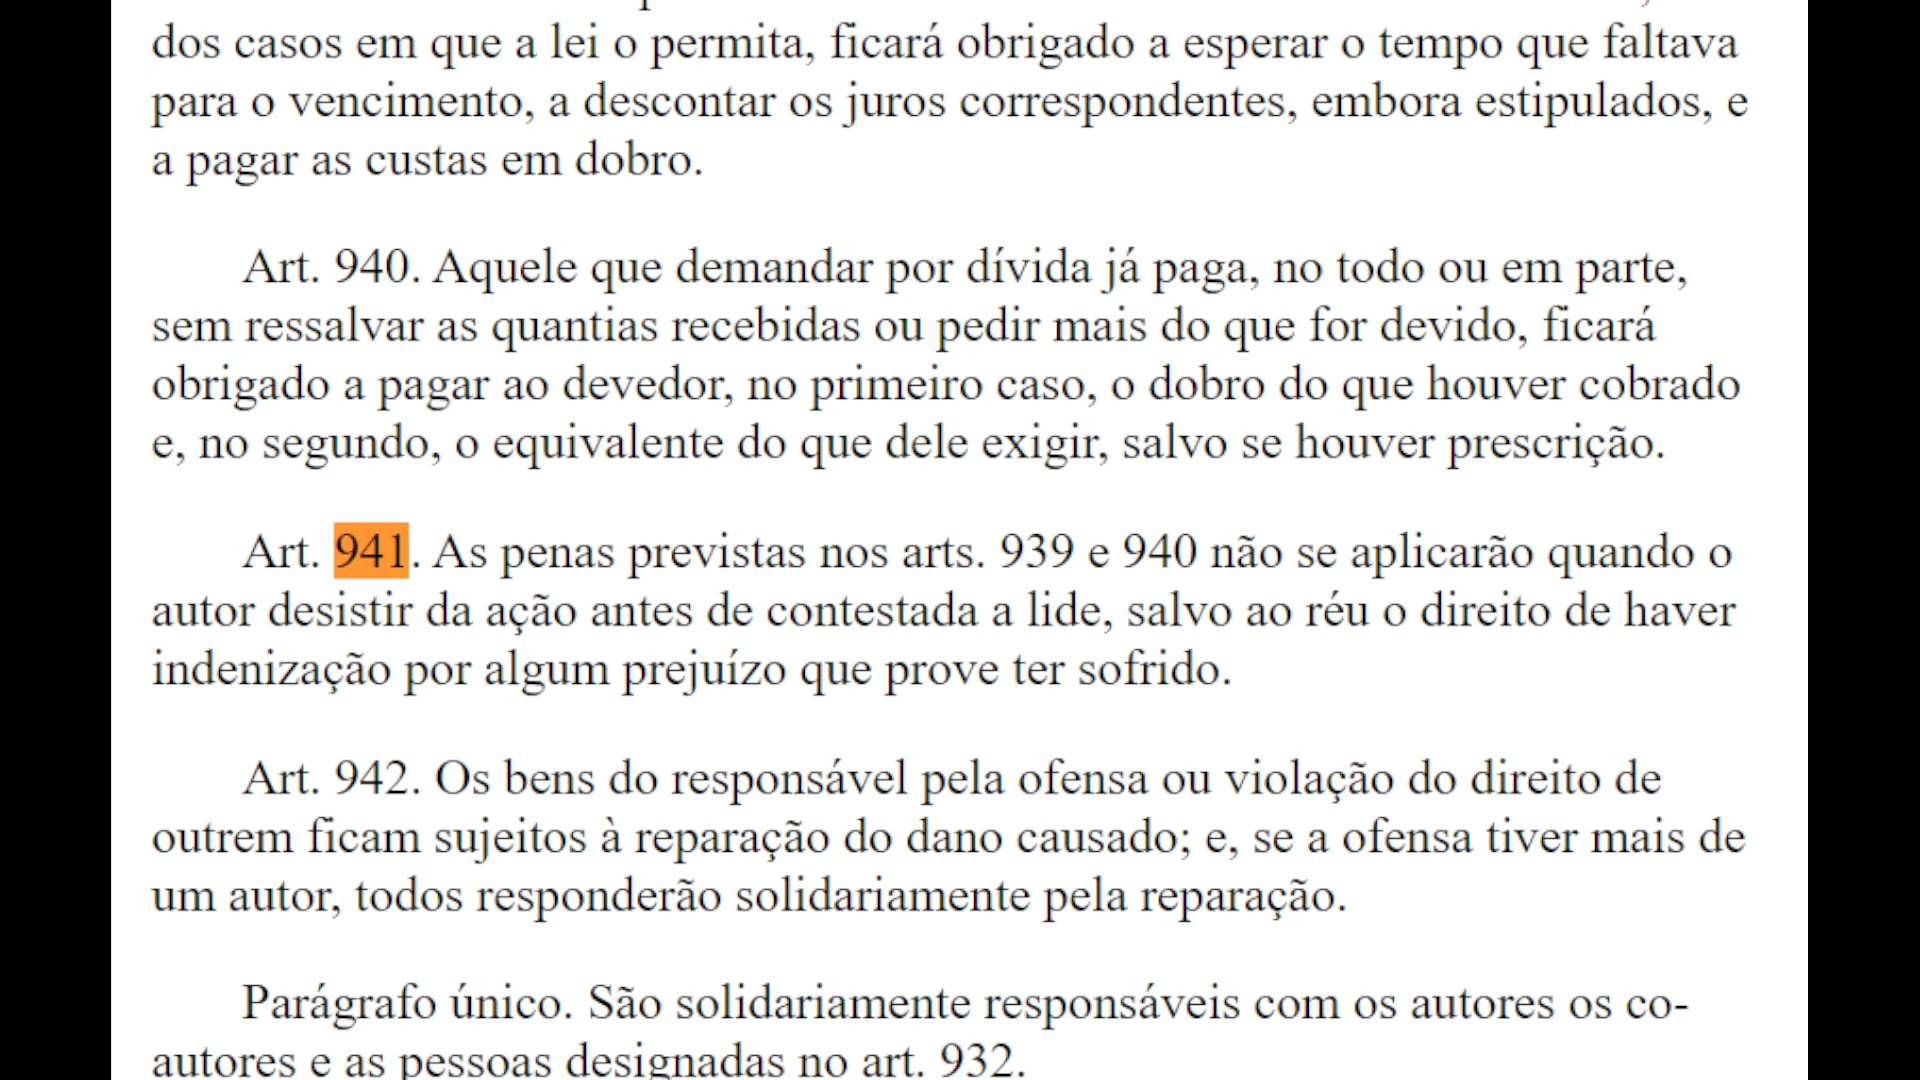 dos casos em que a lei o permita, ficará obrigado a esperar o tempo que faltava
para o vencimento, a descontar os juros correspondentes, embora estipulados, e
a pagar as custas em dobro.
Art. 940. Aquele que demandar por dívida já paga, no todo ou em parte,
sem ressalvar as quantias recebidas ou pedir mais do que for devido, ficará
obrigado a pagar ao devedor, no primeiro caso, o dobro do que houver cobrado
e, no segundo, o equivalente do que dele exigir, salvo se houver prescrição.
Art. 941. As penas previstas nos arts. 939 e 940 não se aplicarão quando o
autor desistir da ação antes de contestada a lide, salvo ao réu o direito de haver
indenização por algum prejuízo que prove ter sofrido.
Art. 942. Os bens do responsável pela ofensa ou violação do direito de
outrem ficam sujeitos à reparação do dano causado; e, se a ofensa tiver mais de
um autor, todos responderão solidariamente pela reparação.
Parágrafo único. São solidariamente responsáveis com os autores os co-
autores e as pessoas designadas no art. 932.